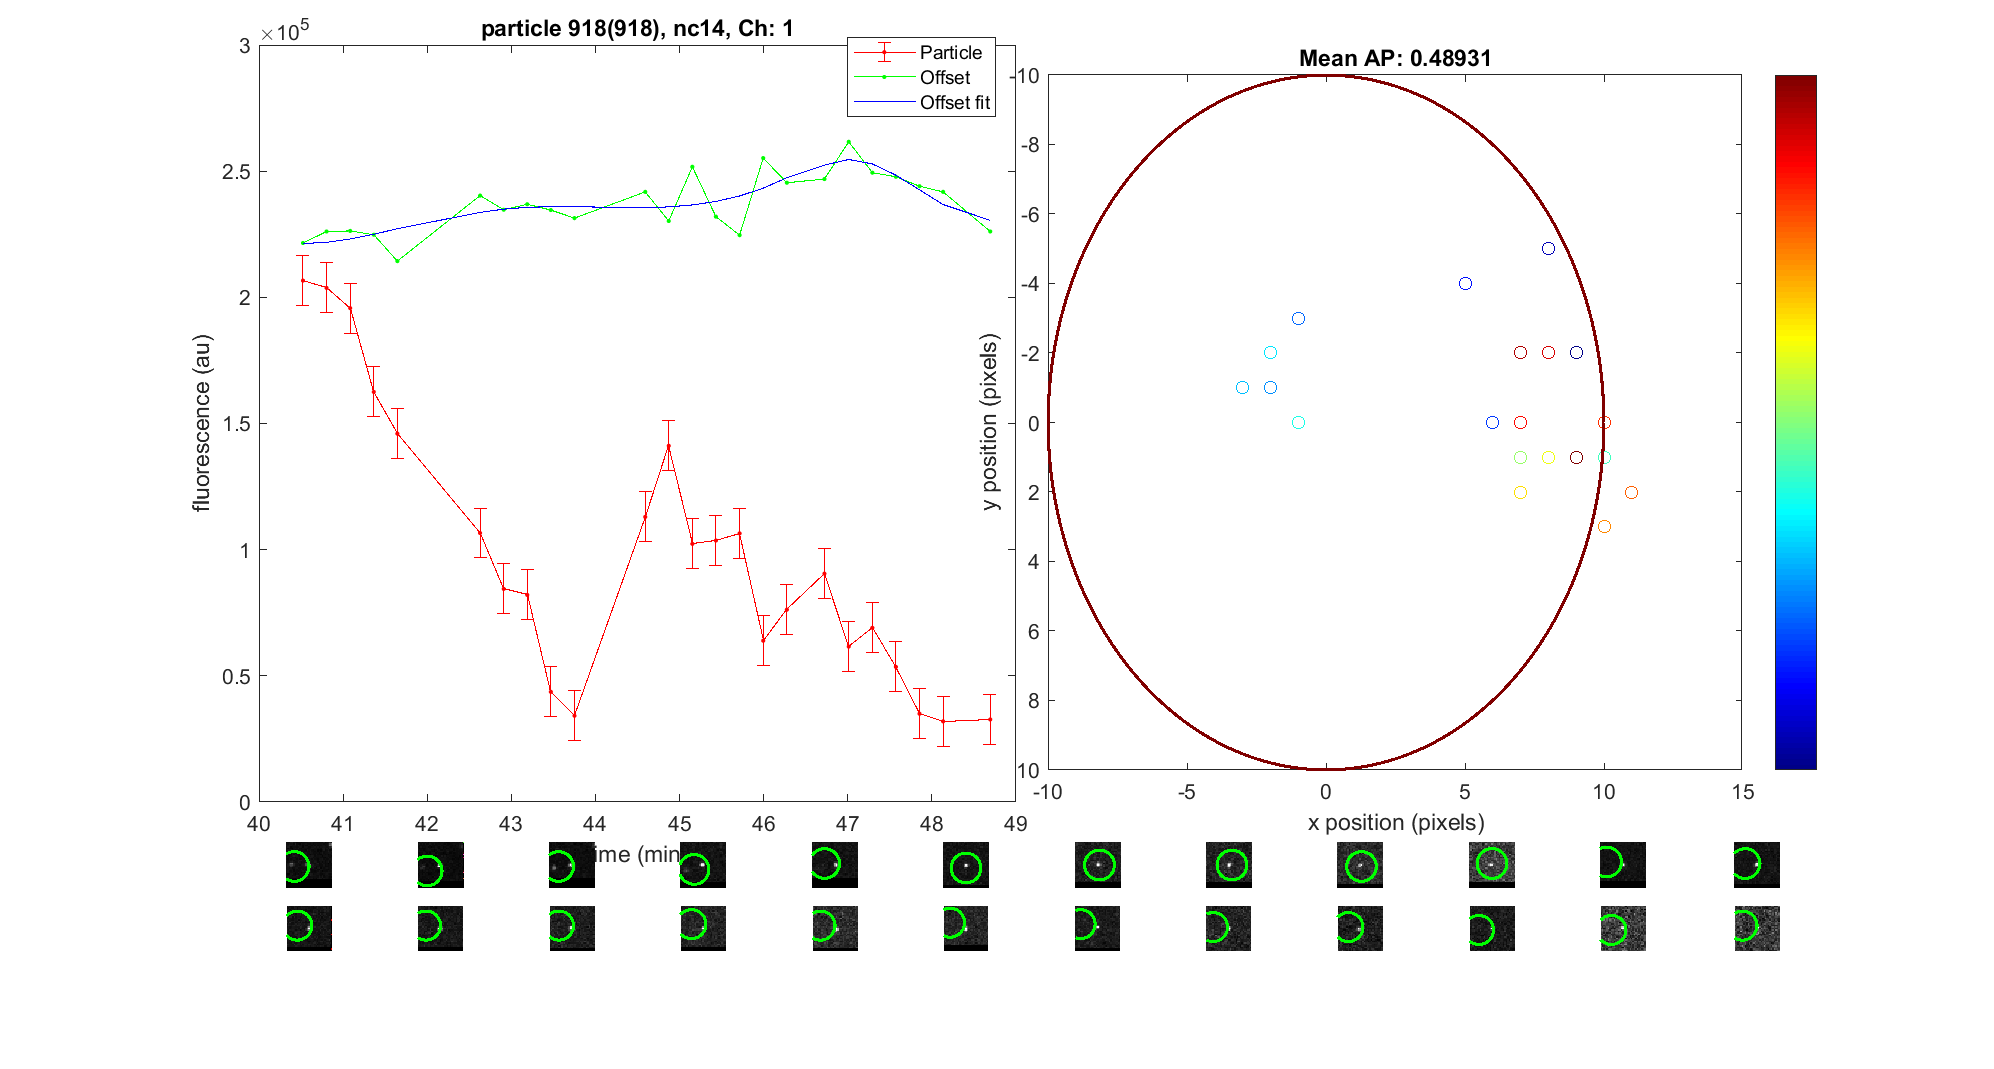 particle 918(918), nc14, Ch: 1
×10^5
Particle
Offset
Offset fit
3
2.5
2
1.5
1
0.5
0
fluorescence (au)
40 41 42 43 44 45 46 47 48 49
ime (min
Mean AP: 0.48931
-10
-8
-6
-4
-2
0
2
4
6
8
10
y position (pixels)
-10 -5 0 5 10 15
x position (pixels)